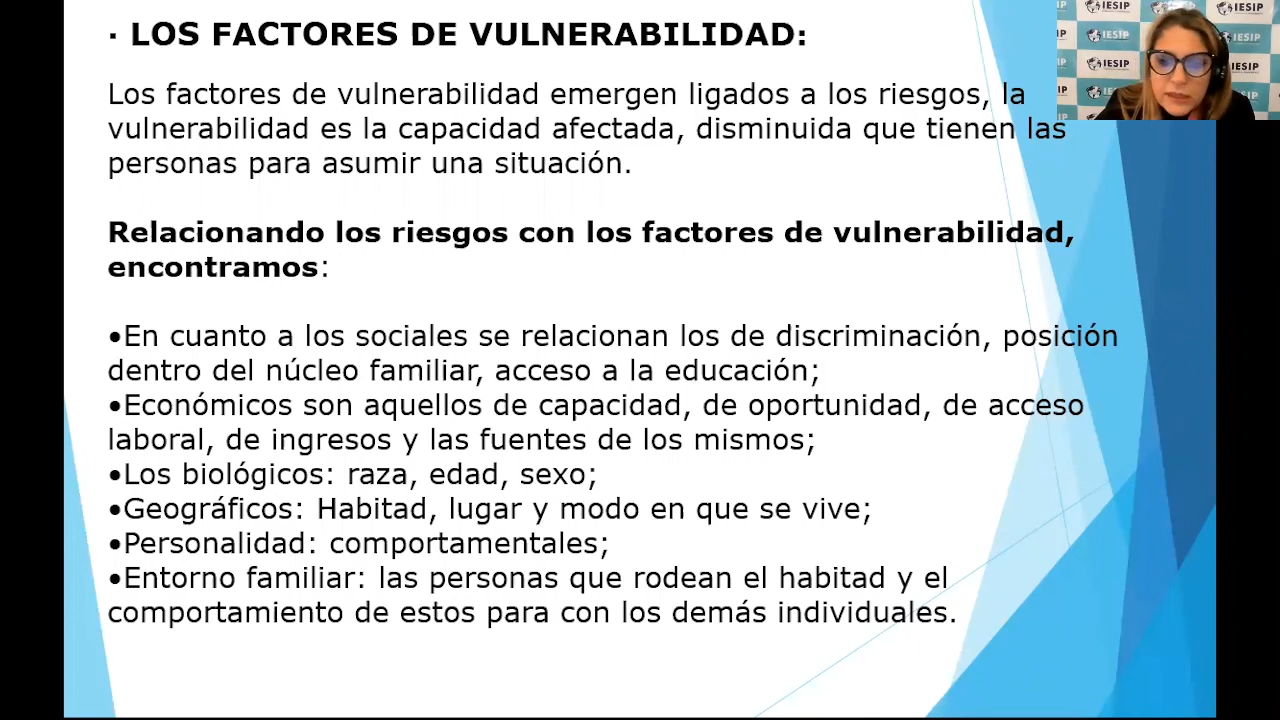 · LOS FACTORES DE VULNERABILIDAD:
Los factores de vulnerabilidad emergen ligados a los riesgos, la
vulnerabilidad es la capacidad afectada, disminuida que tienen las
personas para asumir una situación.
Relacionando los riesgos con los factores de vulnerabilidad,
encontramos:
•En cuanto a los sociales se relacionan los de discriminación, posición
dentro del núcleo familiar, acceso a la educación;
•Económicos son aquellos de capacidad, de oportunidad, de acceso
laboral, de ingresos y las fuentes de los mismos;
•Los biológicos: raza, edad, sexo;
•Geográficos: Habitad, lugar y modo en que se vive;
•Personalidad: comportamentales;
•Entorno familiar: las personas que rodean el habitad y el
comportamiento de estos para con los demás individuales.
IESIP
IESIP
IESIP
IESIP
IESIP